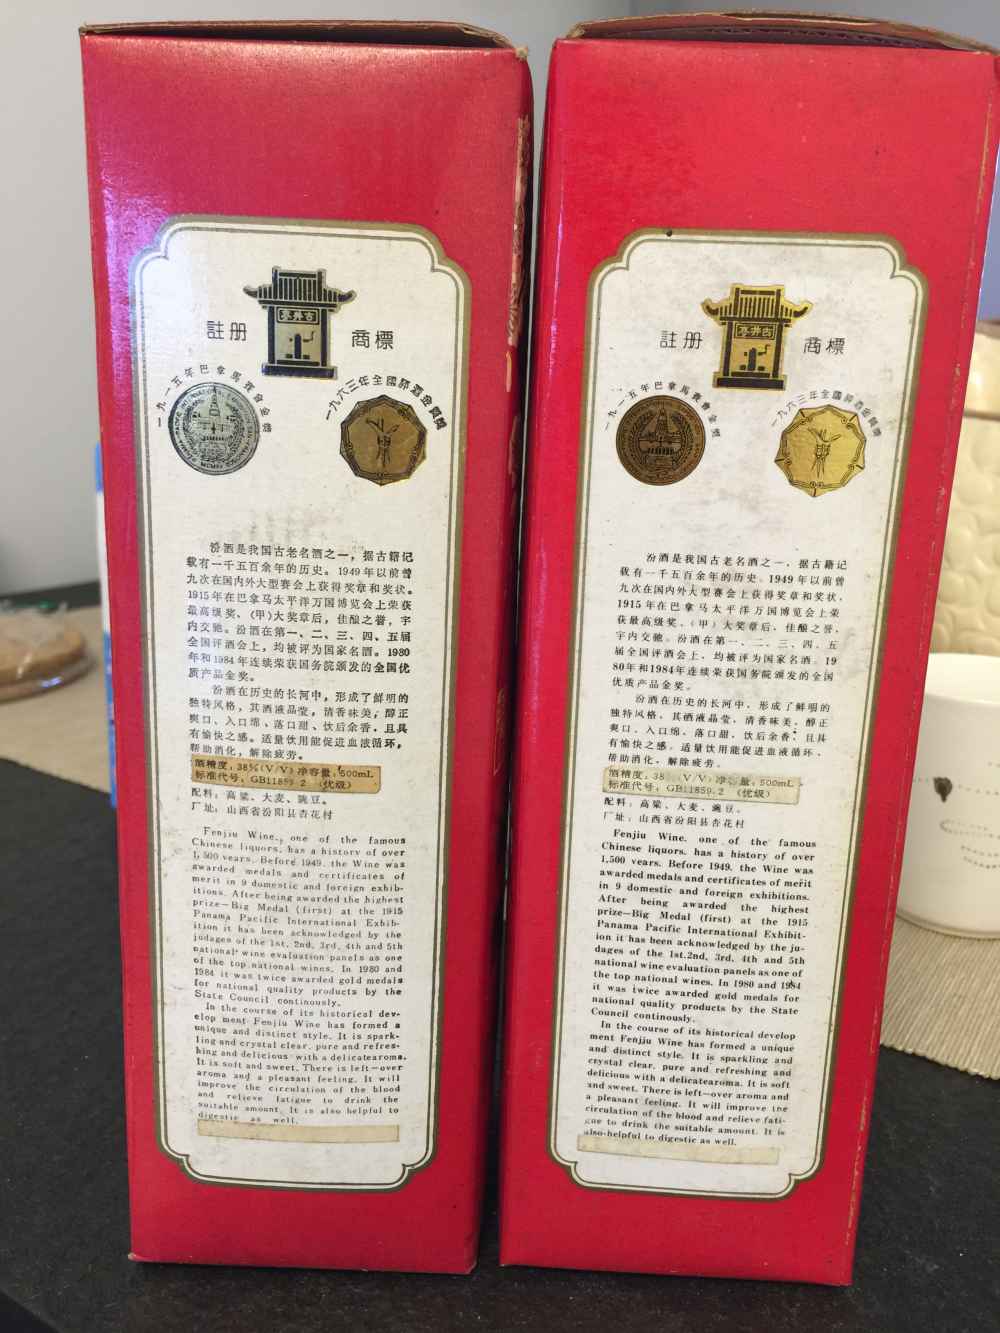 註册
古井亭
商標
一九一五年巴拿馬賽會金獎
一九六三年全國評酒金質獎
汾酒是我国古老名酒之一，据古籍记
载有一千五百余年的历史。1949年以前曾
九次在国内外大型赛会上获得奖章和奖状。
1915年在巴拿马太平洋万国博览会上荣获
最高级奖、(甲)大奖章后，佳酿之誉，宇
内交驰。汾酒在第一、二、三、四、五届
全国评酒会上，均被评为国家名酒。1980
年和1984年连续荣获国务院颁发的全国优
质产品金奖。
汾酒在历史的长河中，形成了鲜明的
独特风格，其酒液晶莹，清香味美，醇正
爽口、入口绵、落口甜、饮后余香，且具
有愉快之感。适量饮用能促进血液循环，
帮助消化，解除疲劳。
酒精度：38%(V/V) 净容量：500mL
标准代号：GB11859.2 (优级)
配料：高粱、大麦、豌豆。
厂址：山西省汾阳县杏花村
Fenjiu Wine., one of the famous
Chinese liquors, has a history of over
1,500 years. Before 1949, the Wine was
awarded medals and certificates of
merit in 9 domestic and foreign exhib-
itions. After being awarded the highest
prize—Big Medal (first) at the 1915
Panama Pacific International Exhib-
ition it has been acknowledged by the
judages of the 1st, 2nd, 3rd, 4th and 5th
national wine evaluation panels as one
of the top national wines. In 1980 and
1984 it was twice awarded gold medals
for national quality products by the
State Council continously.
In the course of its historical dev-
elop ment Fenjiu Wine has formed a
unique and distinct style. It is spark-
ling and crystal clear, pure and refres-
hing and delicious with a delicatearoma.
It is soft and sweet. There is left—over
aroma and a pleasant feeling. It will
improve the circulation of the blood
and relieve fatigue to drink the
suitable amount. It is also helpful to
digestic as well.
註册
古井亭
商標
一九一五年巴拿馬賽會金獎
一九六三年全國評酒金質獎
汾酒是我国古老名酒之一，据古籍记
载有一千五百余年的历史。1949年以前曾
九次在国内外大型赛会上获得奖章和奖状，
1915年在巴拿马太平洋万国博览会上荣
获最高级奖、(甲)大奖章后，佳酿之誉，
宇内交驰。汾酒在第一、二、三、四、五
届全国评酒会上，均被评为国家名酒。19
80年和1984年连续荣获国务院颁发的全国
优质产品金奖。
汾酒在历史的长河中，形成了鲜明的
独特风格，其酒液晶莹，清香味美，醇正
爽口、入口绵、落口甜、饮后余香，且具
有愉快之感。适量饮用能促进血液循环，
帮助消化，解除疲劳。
酒精度：38%(V/V) 净容量：500mL
标准代号：GB11859.2 (优级)
配料：高粱、大麦、豌豆。
厂址：山西省汾阳县杏花村
Fenjiu Wine, one of the famous
Chinese liquors, has a history of over
1,500 years. Before 1949, the Wine was
awarded medals and certificates of merit
in 9 domestic and foreign exhibitions.
After being awarded the highest
prize—Big Medal (first) at the 1915
Panama Pacific International Exhibit-
ion it has been acknowledged by the ju-
dages of the 1st,2nd, 3rd, 4th and 5th
national wine evaluation panels as one of
the top national wines. In 1980 and 1984
it was twice awarded gold medals for
national quality products by the State
Council continously.
In the course of its historical develop
ment Fenjiu Wine has formed a unique
and distinct style. It is sparkling and
crystal clear, pure and refreshing and
delicious with a delicatearoma. It is soft
and sweet. There is left—over aroma and
a pleasant feeling. It will improve the
circulation of the blood and relieve fati-
gue to drink the suitable amount. It is
also-helpful to digestic as well.